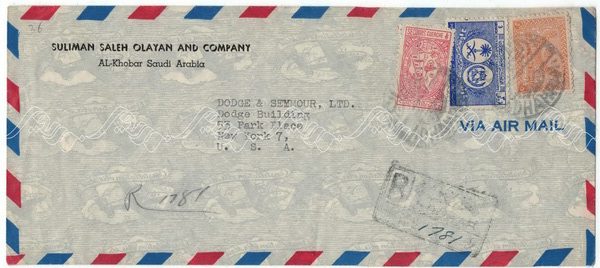 26
SULIMAN SALEH OLAYAN AND COMPANY
AL-Khobar Saudi Arabia
DODGE & SEYMOUR, LTD.
Dodge Building
53 Park Place
New York 7,
U. S. A.
VIA AIR MAIL
R 1781
R
1781